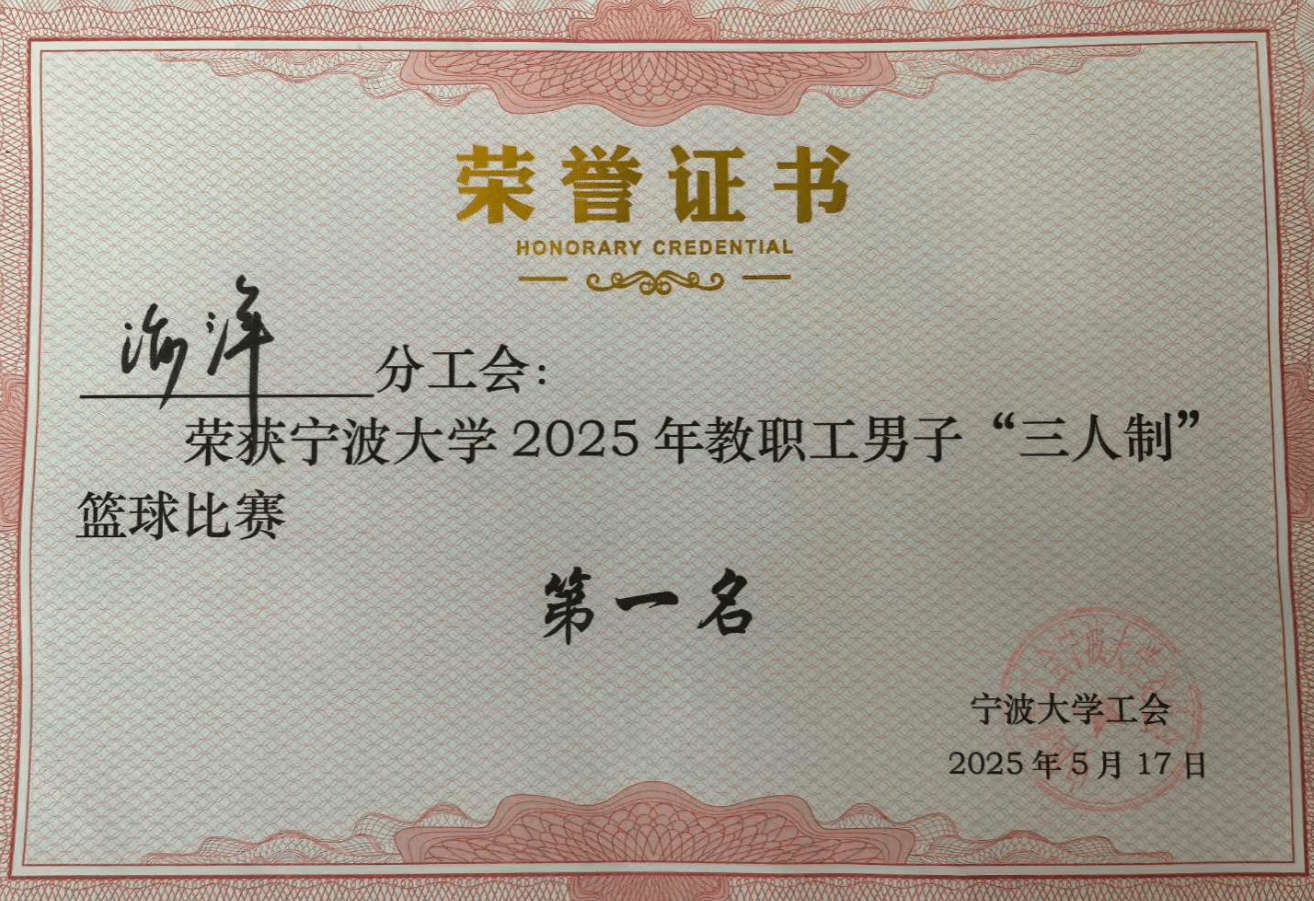 荣誉证书
HONORARY CREDENTIAL
海洋分工会：
荣获宁波大学2025年教职工男子“三人制”
篮球比赛
第一名
宁波大学工会
2025年5月17日